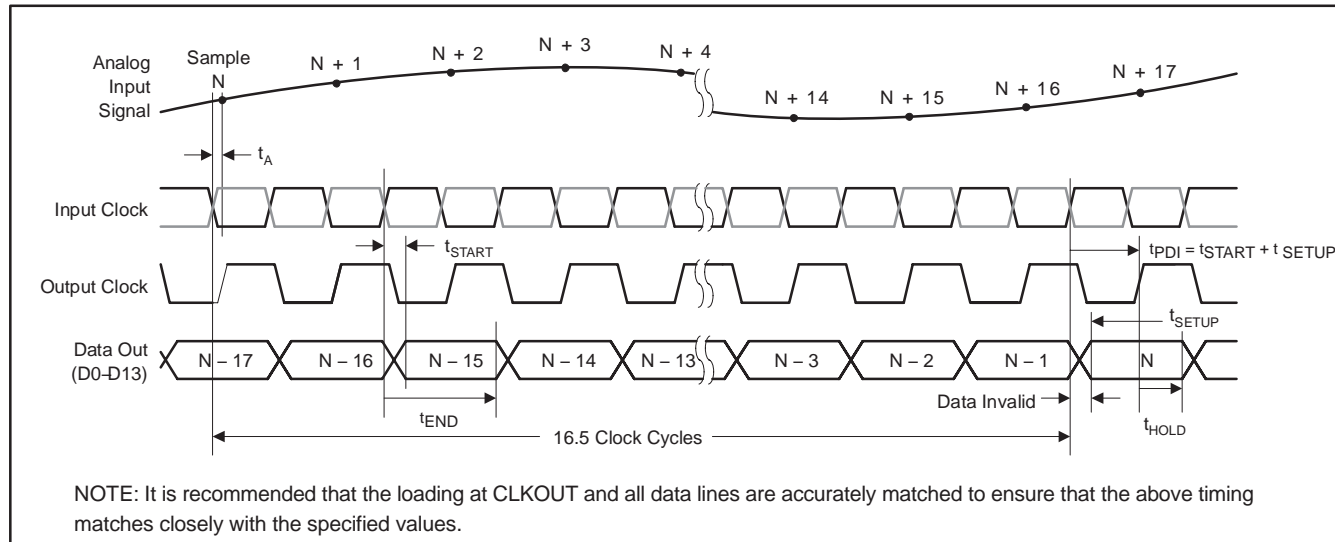 Analog
Input
Signal
Sample
N
N + 1
N + 2
N + 3
N + 4
N + 14
N + 15
N + 16
N + 17
tA
Input Clock
tSTART
tPDI = tSTART + t SETUP
Output Clock
tSETUP
Data Out
(D0–D13)
N – 17
N – 16
N – 15
N – 14
N – 13
N – 3
N – 2
N – 1
N
Data Invalid
tEND
tHOLD
16.5 Clock Cycles
NOTE: It is recommended that the loading at CLKOUT and all data lines are accurately matched to ensure that the above timing
matches closely with the specified values.